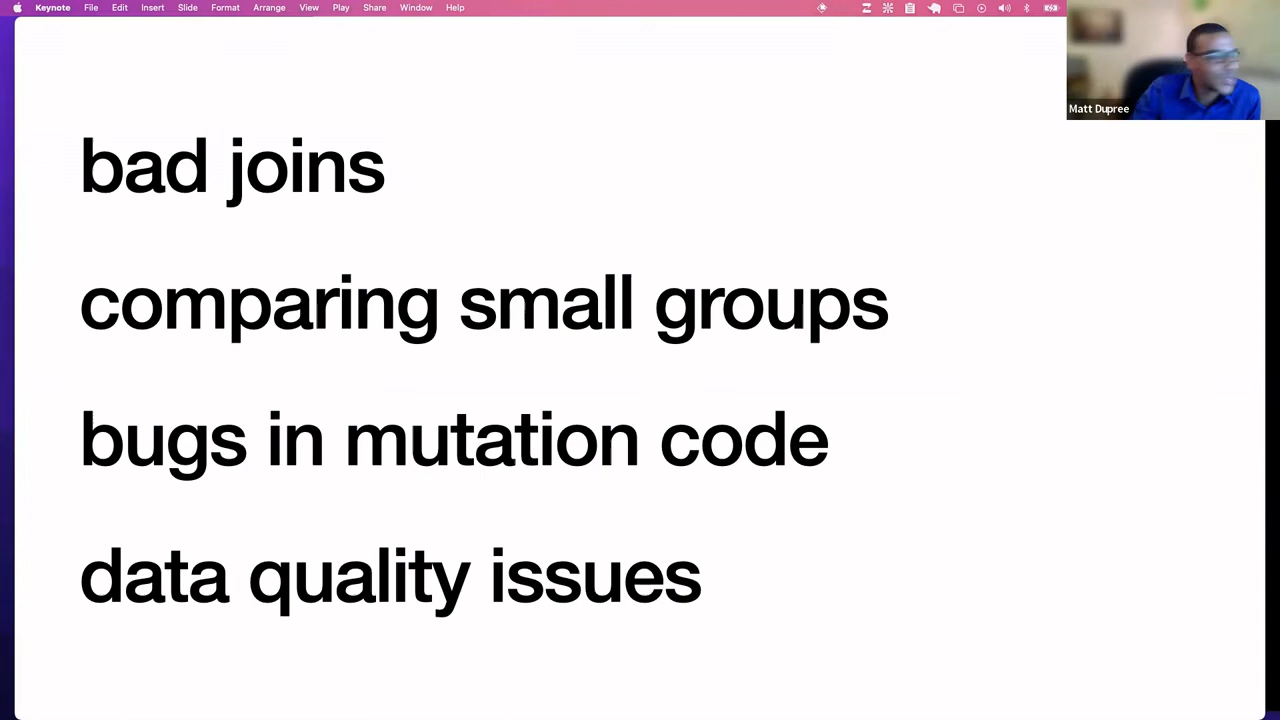 Keynote File Edit Insert Slide Format Arrange View Play Share Window Help
Matt Dupree
bad joins
comparing small groups
bugs in mutation code
data quality issues